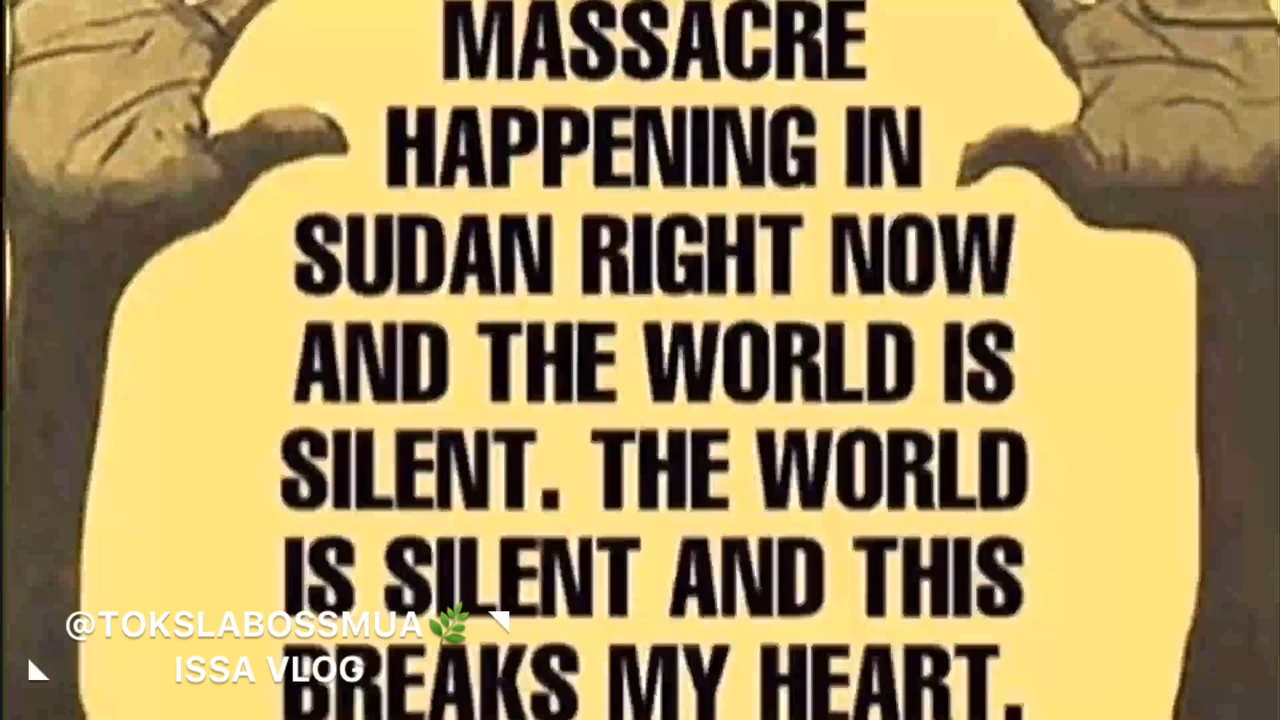 MASSACRE
HAPPENING IN
SUDAN RIGHT NOW
AND THE WORLD IS
SILENT. THE WORLD
IS SILENT AND THIS
BREAKS MY HEART.
@TOKSLABOSSMUA🌿
ISSA VLOG